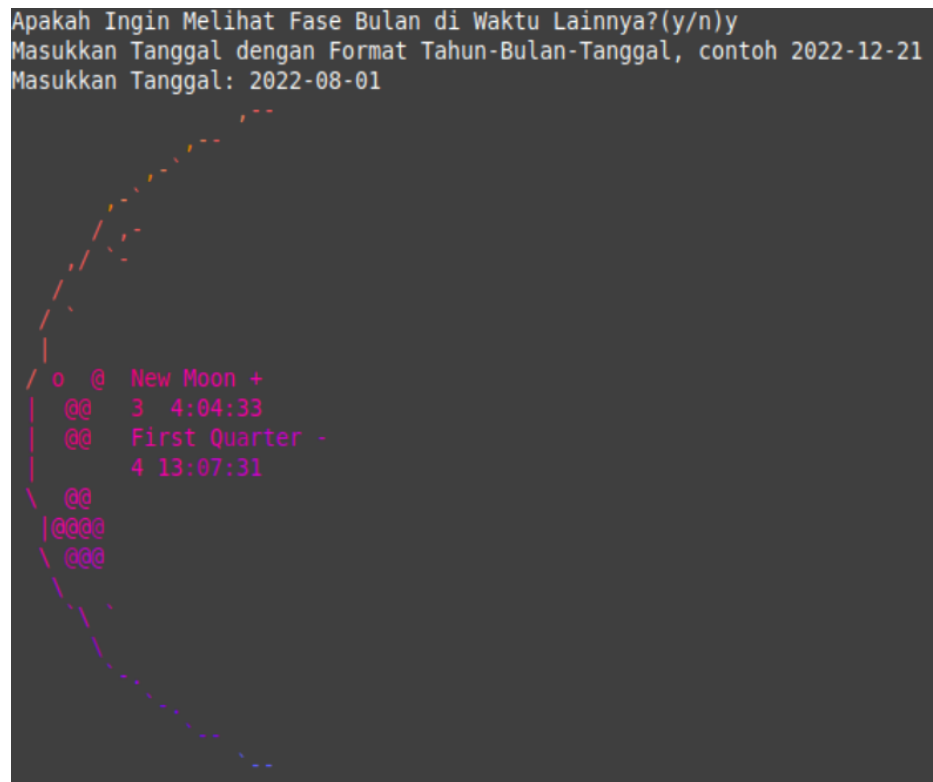 Apakah Ingin Melihat Fase Bulan di Waktu Lainnya?(y/n)y
Masukkan Tanggal dengan Format Tahun-Bulan-Tanggal, contoh 2022-12-21
Masukkan Tanggal: 2022-08-01
New Moon +
3 4:04:33
First Quarter -
4 13:07:31